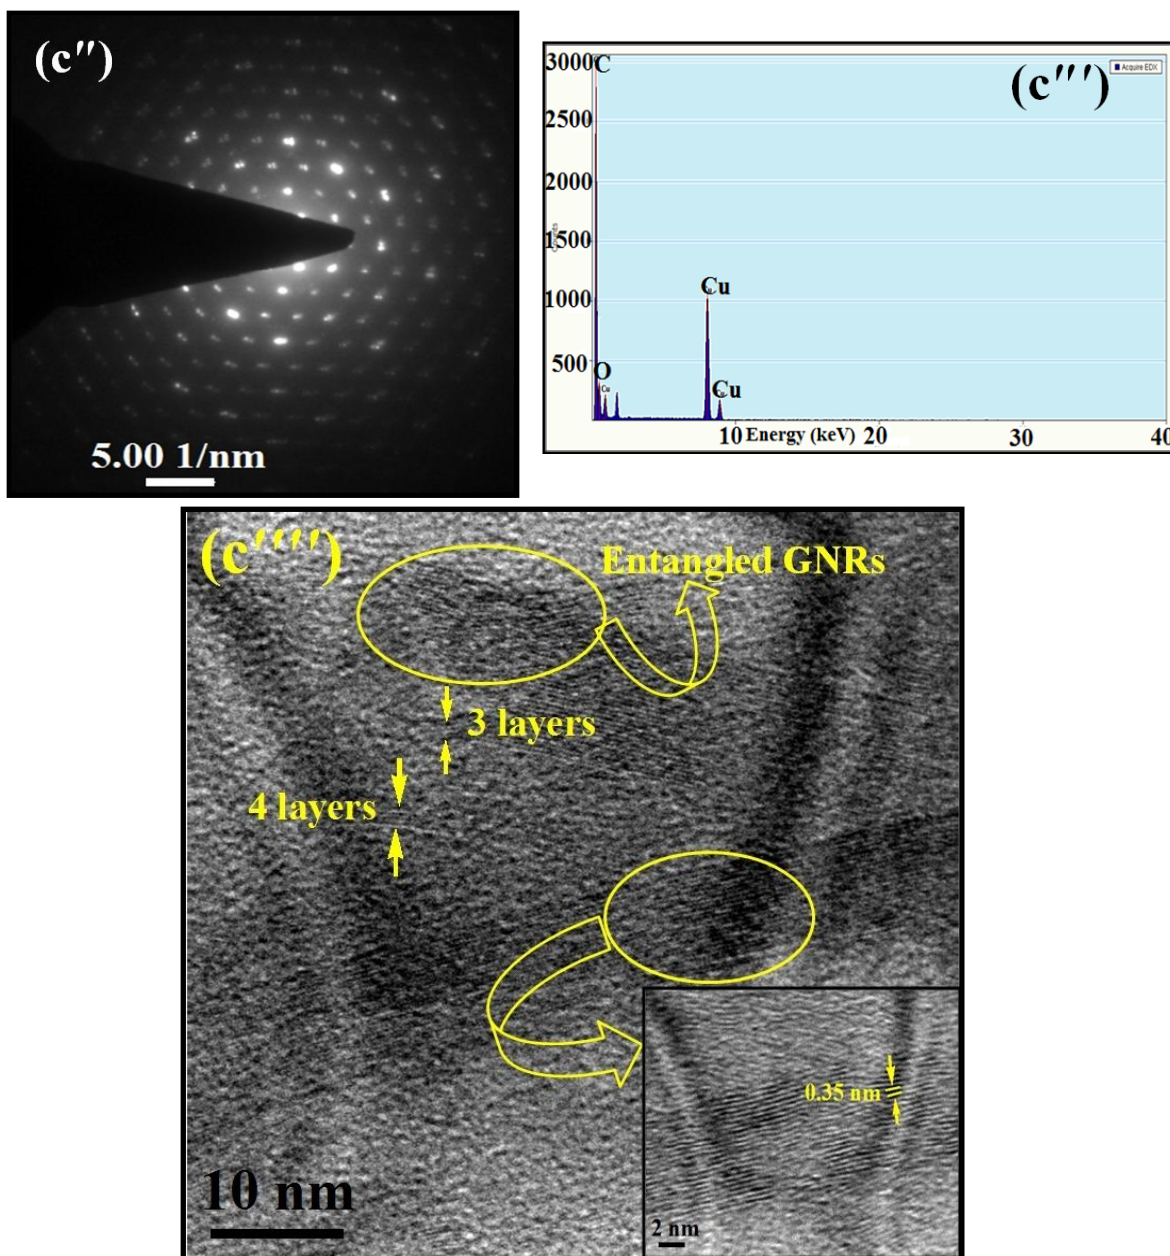 (c″)
5.00 1/nm
(c‴)
Acquire EDX
3000
2500
2000
1500
1000
500
Counts
C
O
Cu
Cu
Cu
10
20
30
40
Energy (keV)
(c⁗)
Entangled GNRs
3 layers
4 layers
0.35 nm
10 nm
2 nm